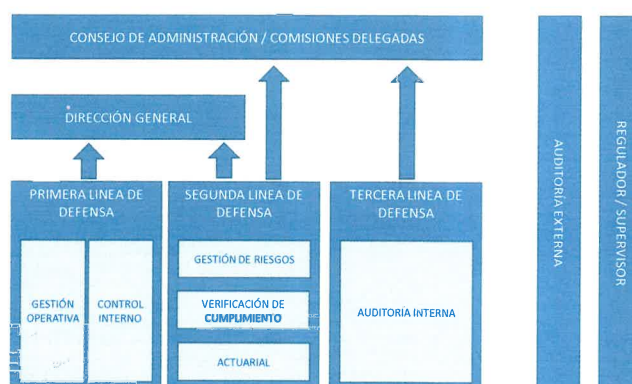 CONSEJO DE ADMINISTRACIÓN / COMISIONES DELEGADAS
DIRECCIÓN GENERAL
PRIMERA LINEA DE
DEFENSA
GESTIÓN
OPERATIVA
CONTROL
INTERNO
SEGUNDA LINEA DE
DEFENSA
GESTIÓN DE RIESGOS
VERIFICACIÓN DE
CUMPLIMIENTO
ACTUARIAL
TERCERA LINEA DE
DEFENSA
AUDITORÍA INTERNA
AUDITORÍA EXTERNA
REGULADOR / SUPERVISOR